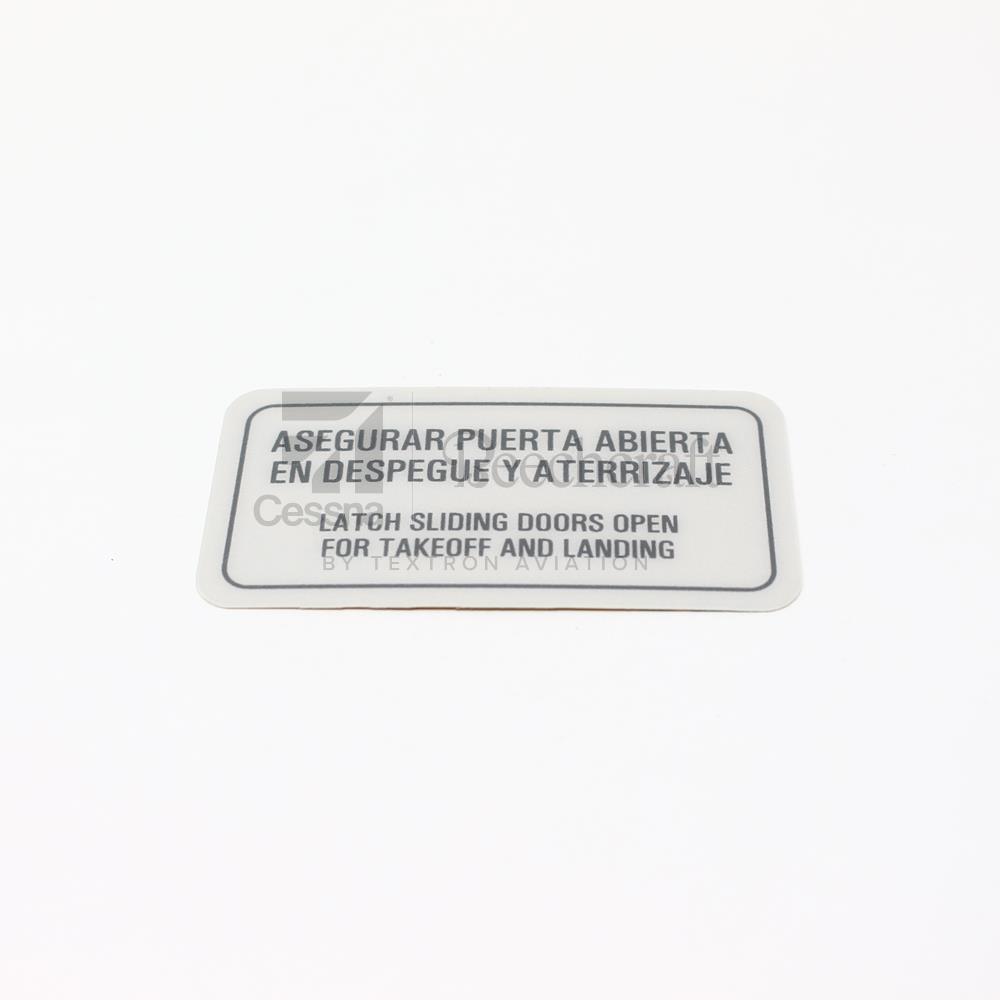 ASEGURAR PUERTA ABIERTA
EN DESPEGUE Y ATERRIZAJE
LATCH SLIDING DOORS OPEN
FOR TAKEOFF AND LANDING
Cessna
Beechcraft
BY TEXTRON AVIATION